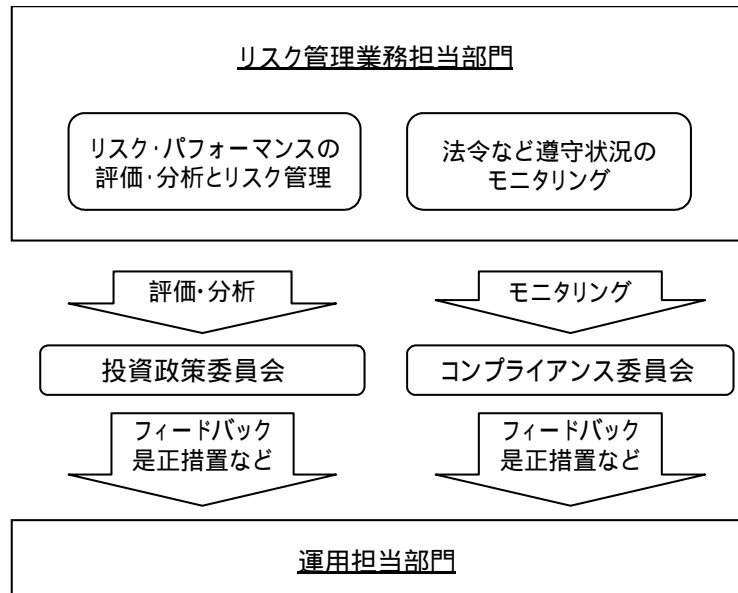 リスク管理業務担当部門
リスク・パフォーマンスの
評価・分析とリスク管理
法令など遵守状況の
モニタリング
評価・分析
モニタリング
投資政策委員会
コンプライアンス委員会
フィードバック
是正措置など
フィードバック
是正措置など
運用担当部門